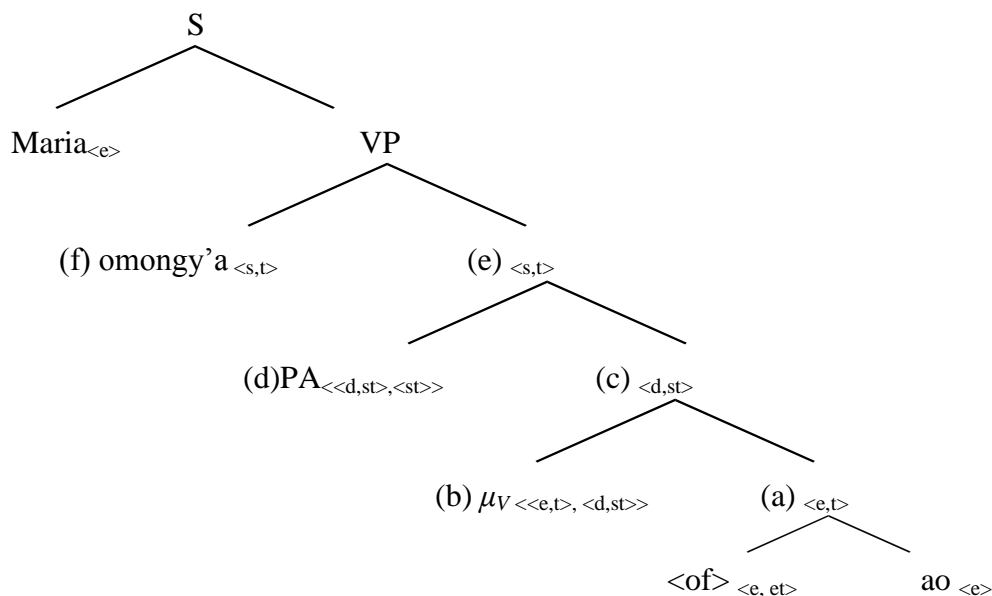 S
Maria<e> VP
(f) omongy’a <s,t> (e) <s,t>
(d)PA<<d,st>,<st>> (c) <d,st>
(b) μV <<e,t>, <d,st>> (a) <e,t>
<of> <e, et> ao <e>